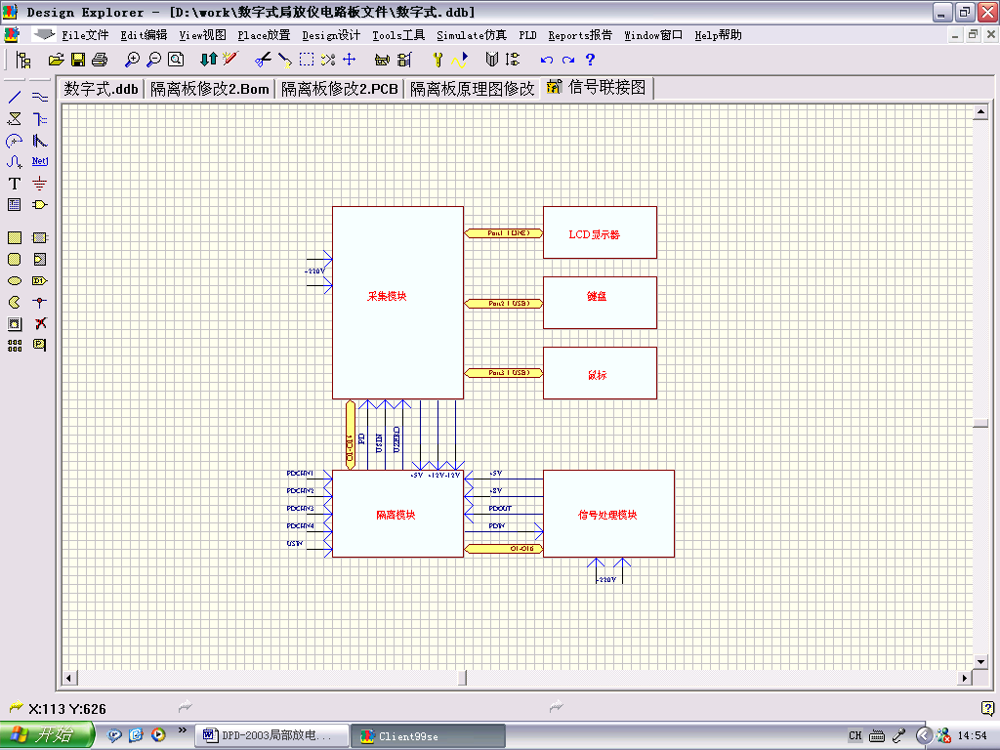 Design Explorer - [D:\work\数字式局放仪电路板文件\数字式.ddb]
File文件 Edit编辑 View视图 Place放置 Design设计 Tools工具 Simulate仿真 PLD Reports报告 Window窗口 Help帮助
数字式.ddb 隔离板修改2.Bom 隔离板修改2.PCB 隔离板原理图修改 信号联接图
Net1
T
D1
P
Port1 (LINE) LCD显示器
+220V
采集模块 Port2 (USB) 键盘
Port3 (USB) 鼠标
PD USIN UZERO
+5V +12V -12V
PDCHN1 +5V
PDCHN2 +8V
PDCHN3 隔离模块 PDOUT 信号处理模块
PDCHN4 PDIN
USIN O1-O16
+220V
X:113 Y:626
开始 DPD-2003局部放电... Client99se CH 14:54